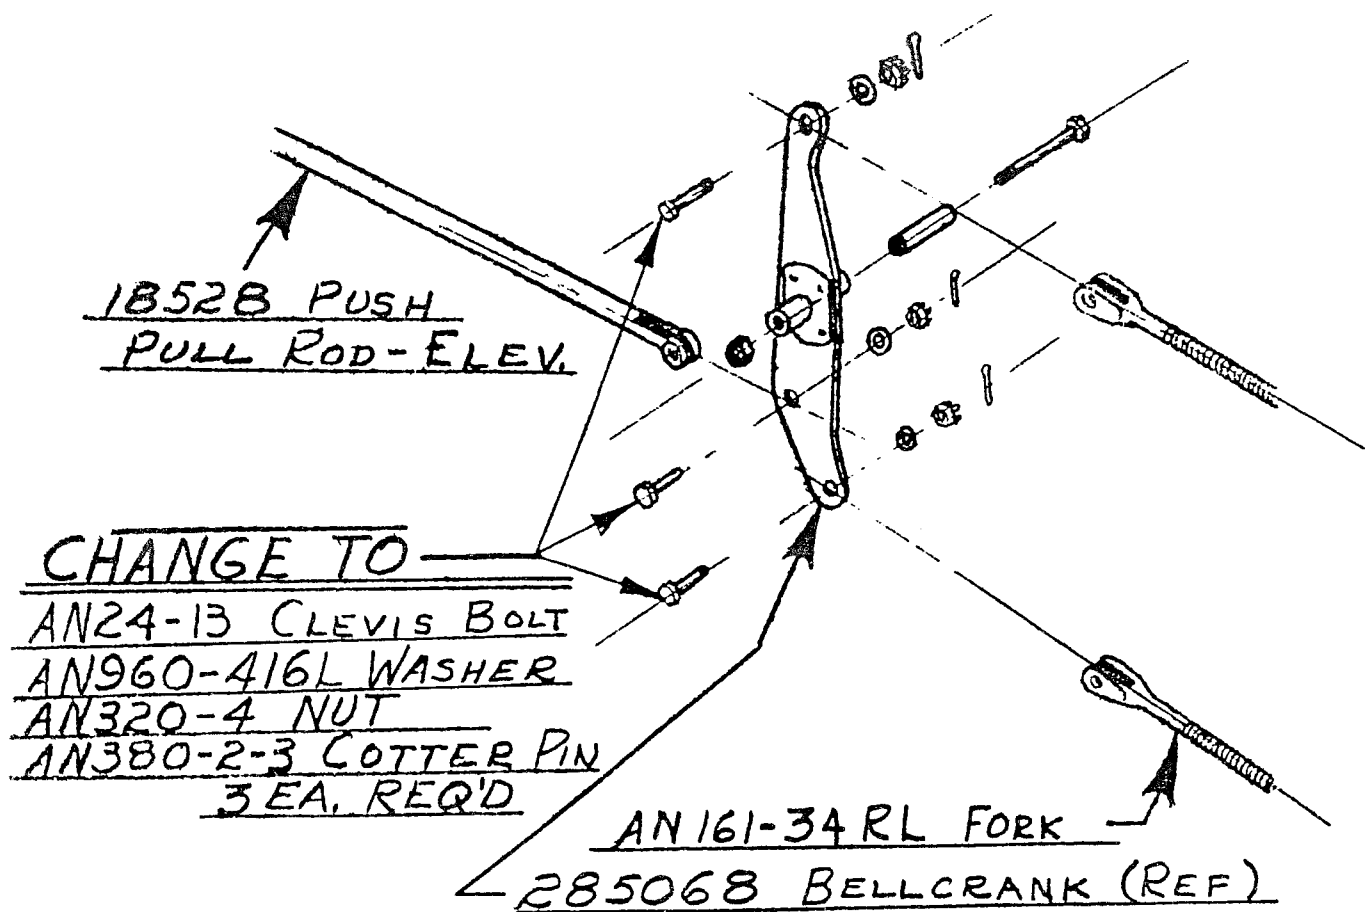 18528 PUSH
PULL ROD-ELEV.
CHANGE TO
AN24-13 CLEVIS BOLT
AN960-416L WASHER
AN320-4 NUT
AN380-2-3 COTTER PIN
3 EA. REQ'D
AN161-34RL FORK
285068 BELLCRANK (REF)